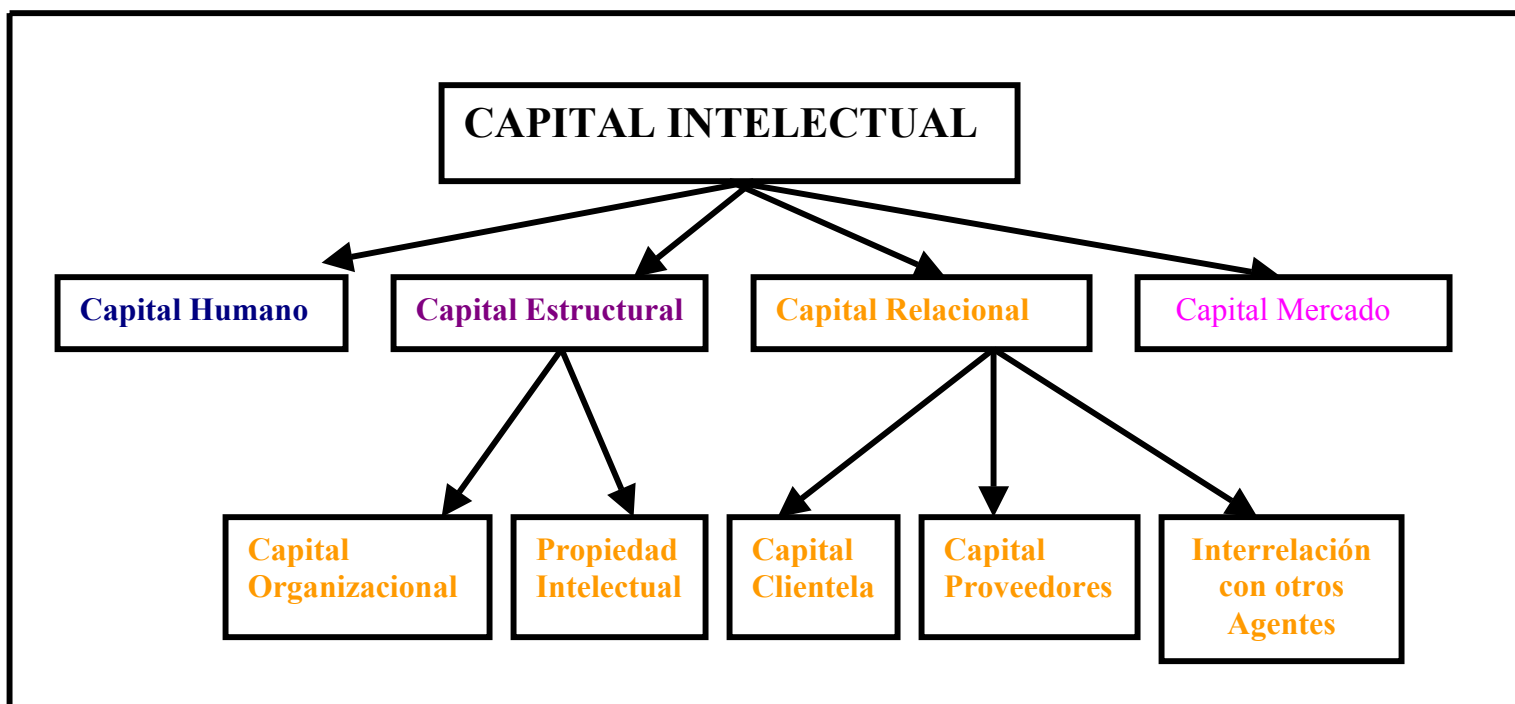 CAPITAL INTELECTUAL
Capital Humano
Capital Estructural
Capital Relacional
Capital Mercado
Capital
Organizacional
Propiedad
Intelectual
Capital
Clientela
Capital
Proveedores
Interrelación
con otros
Agentes